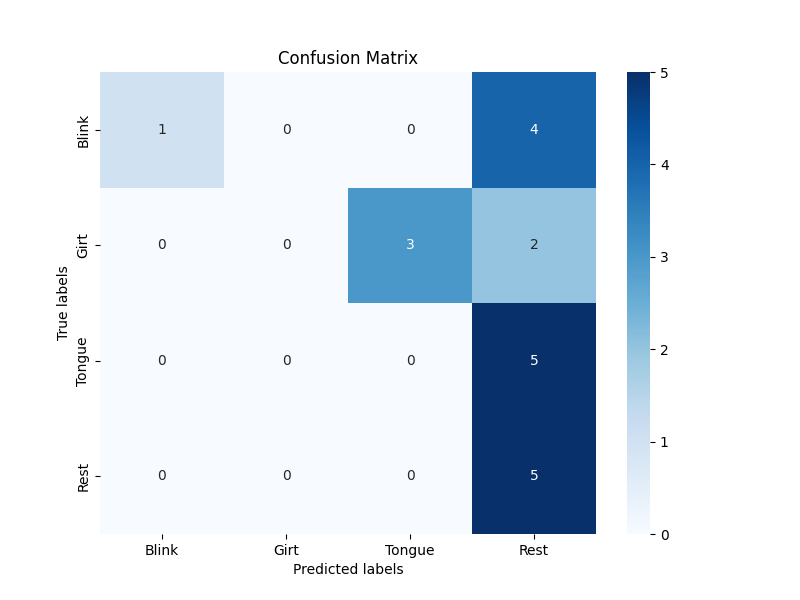 Confusion Matrix
True labels
Blink
1 0 0 4
Girt
0 0 3 2
Tongue
0 0 0 5
Rest
0 0 0 5
Blink Girt Tongue Rest
Predicted labels
5
4
3
2
1
0